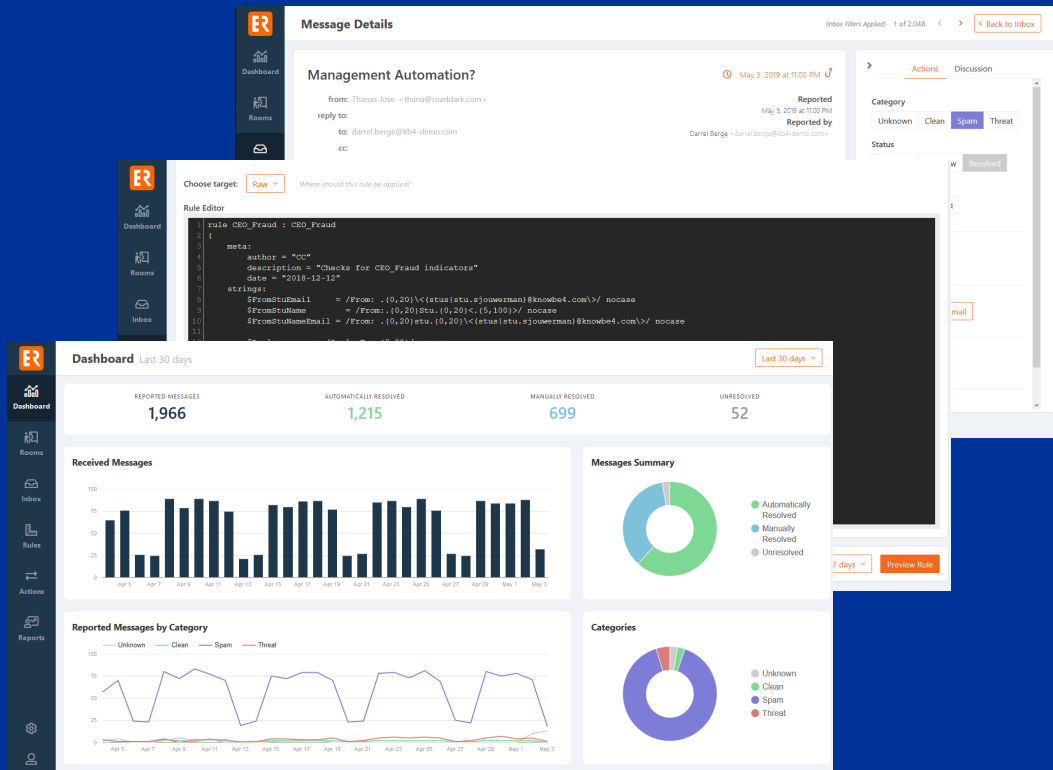 ER
Message Details
(Inbox Filters Applied) 1 of 2,048 < > < Back to Inbox
Dashboard
Rooms
Management Automation?
May 3, 2019 at 11:00 PM
from: Thanas Jose <thana@roaddark.com>
reply to:
to: darrel.berge@kb4-demo.com
cc:
Reported
May 3, 2019 at 11:00 PM
Reported by
Darrel Berge <darrel.berge@kb4-demo.com>
Actions Discussion
Category
Unknown Clean Spam Threat
Status
w Resolved
mail
ER
Dashboard
Rooms
Inbox
Choose target: Raw Where should this rule be applied?
Rule Editor
1 rule CEO_Fraud : CEO_Fraud
2 {
3 meta:
4 author = "CC"
5 description = "Checks for CEO_Fraud indicators"
6 date = "2018-12-12"
7 strings:
8 $FromStuEmail = /From: .{0,20}\<(stus|stu.sjouwerman)@knowbe4.com\>/ nocase
9 $FromStuName = /From:.{0,20}Stu.{0,20}<.{5,100}>/ nocase
10 $FromStuNameEmail = /From: .{0,20}stu.{0,20}\<(stus|stu.sjouwerman)@knowbe4.com\>/ nocase
11
7 days Preview Rule
ER
Dashboard
Rooms
Inbox
Rules
Actions
Reports
Dashboard Last 30 days
Last 30 days
REPORTED MESSAGES
1,966
AUTOMATICALLY RESOLVED
1,215
MANUALLY RESOLVED
699
UNRESOLVED
52
Received Messages
100
75
50
25
0
Apr 5 Apr 7 Apr 9 Apr 11 Apr 13 Apr 15 Apr 17 Apr 19 Apr 21 Apr 23 Apr 25 Apr 27 Apr 29 May 1 May 3
Messages Summary
Automatically
Resolved
Manually
Resolved
Unresolved
Reported Messages by Category
Unknown Clean Spam Threat
100
75
50
25
0
Apr 5 Apr 7 Apr 9 Apr 11 Apr 13 Apr 15 Apr 17 Apr 19 Apr 21 Apr 23 Apr 25 Apr 27 Apr 29 May 1 May 3
Categories
Unknown
Clean
Spam
Threat